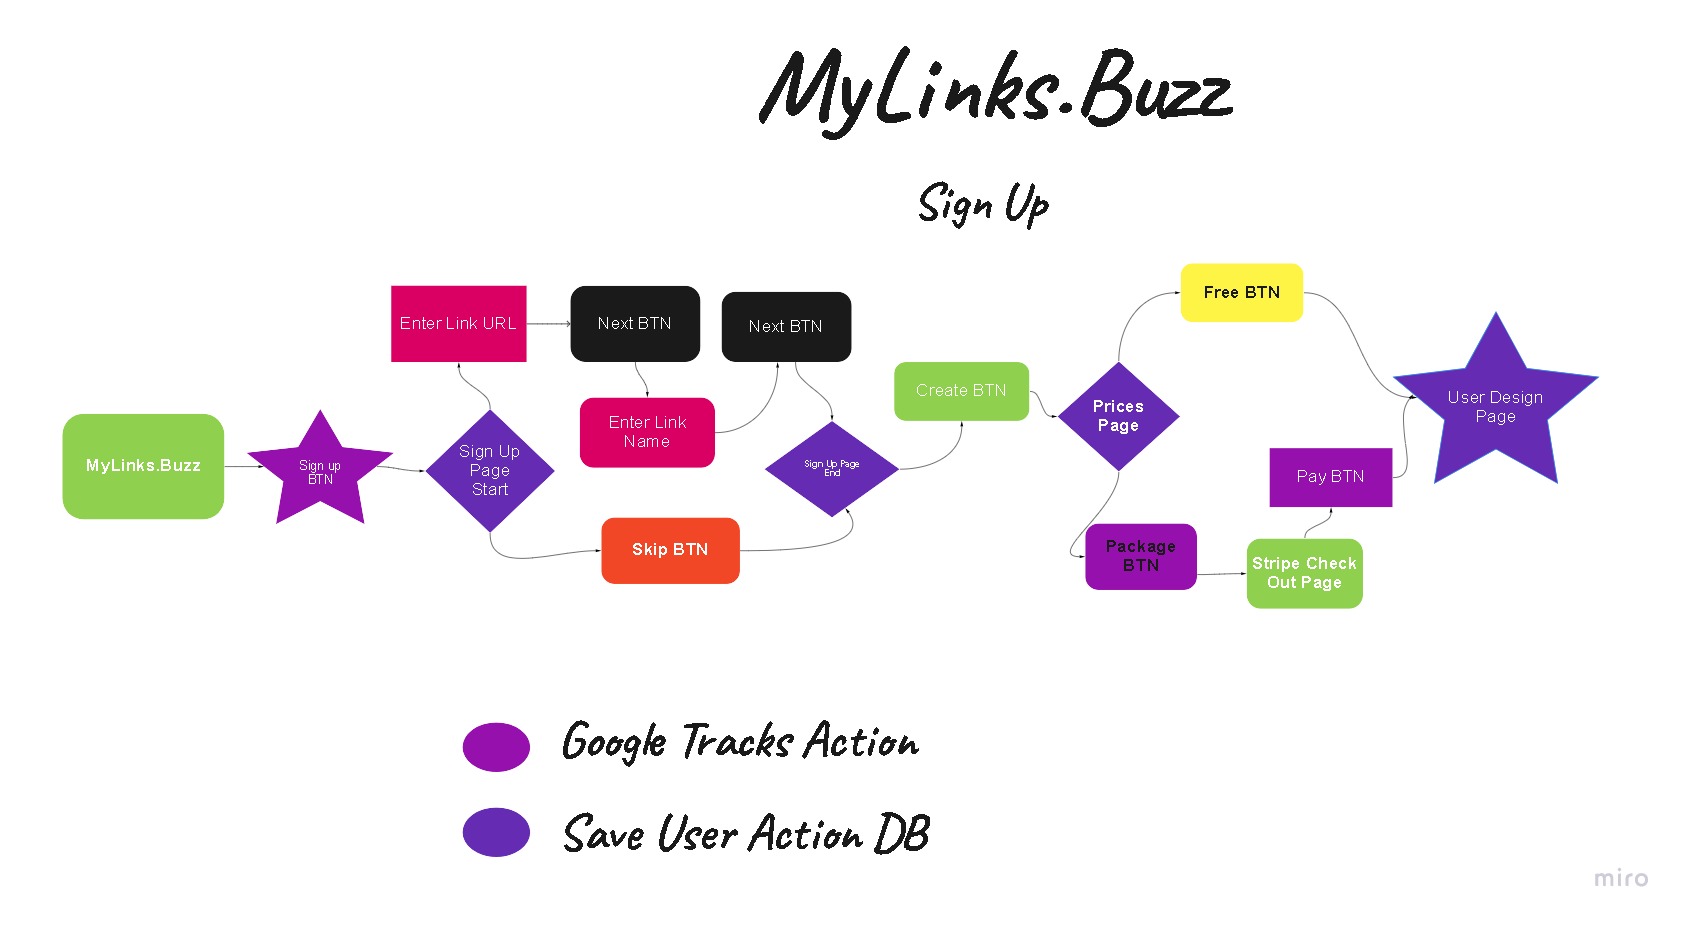 MyLinks.Buzz
Sign Up
MyLinks.Buzz
Sign up
BTN
Sign Up
Page
Start
Enter Link URL
Next BTN
Enter Link
Name
Next BTN
Skip BTN
Sign Up Page
End
Create BTN
Prices
Page
Free BTN
Package
BTN
Stripe Check
Out Page
Pay BTN
User Design
Page
Google Tracks Action
Save User Action DB
miro